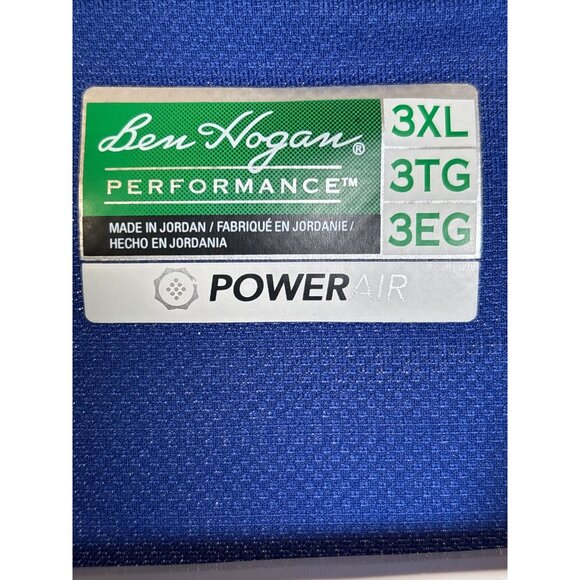 Ben Hogan®
PERFORMANCE™
MADE IN JORDAN / FABRIQUÉ EN JORDANIE /
HECHO EN JORDANIA
3XL
3TG
3EG
POWERAIR